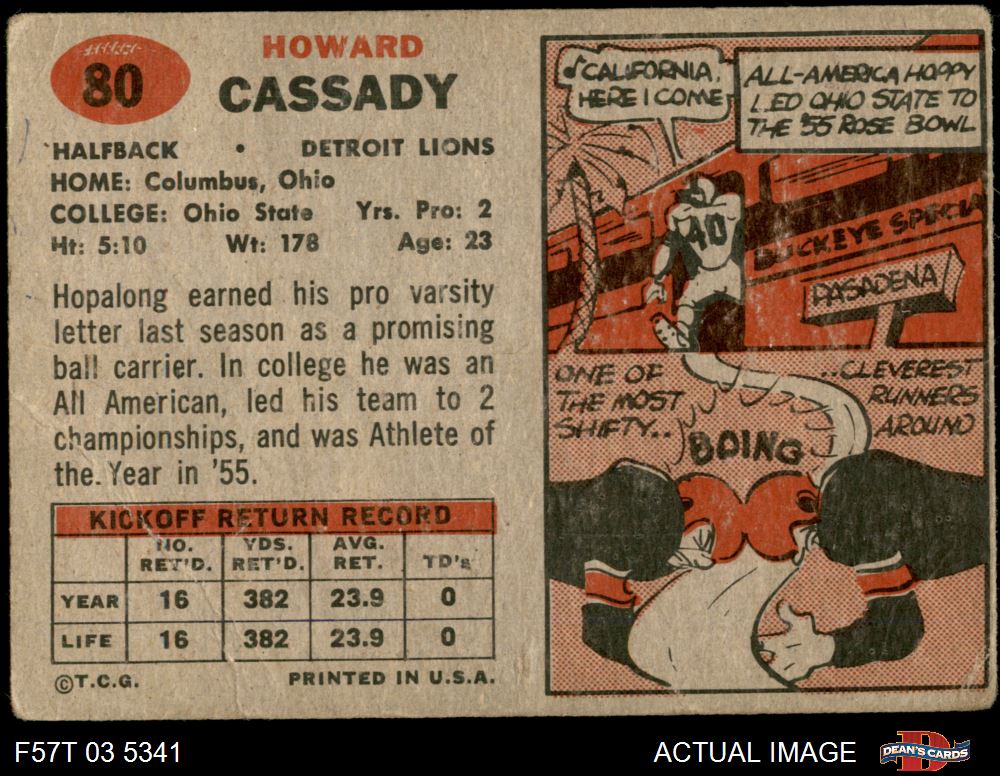 80
HOWARD
CASSADY
HALFBACK • DETROIT LIONS
HOME: Columbus, Ohio
COLLEGE: Ohio State Yrs. Pro: 2
Ht: 5:10 Wt: 178 Age: 23
Hopalong earned his pro varsity
letter last season as a promising
ball carrier. In college he was an
All American, led his team to 2
championships, and was Athlete of
the Year in '55.
KICKOFF RETURN RECORD
NO. RET'D. YDS. RET'D. AVG. RET. TD's
YEAR 16 382 23.9 0
LIFE 16 382 23.9 0
©T.C.G. PRINTED IN U.S.A.
♪CALIFORNIA,
HERE I COME
ALL-AMERICA HOPPY
LED OHIO STATE TO
THE '55 ROSE BOWL
40
BUCKEYE SPECIA
PASADENA
ONE OF
THE MOST
SHIFTY..
..CLEVEREST
RUNNERS
AROUND
BOING
F57T 03 5341
ACTUAL IMAGE
DEAN'S CARDS